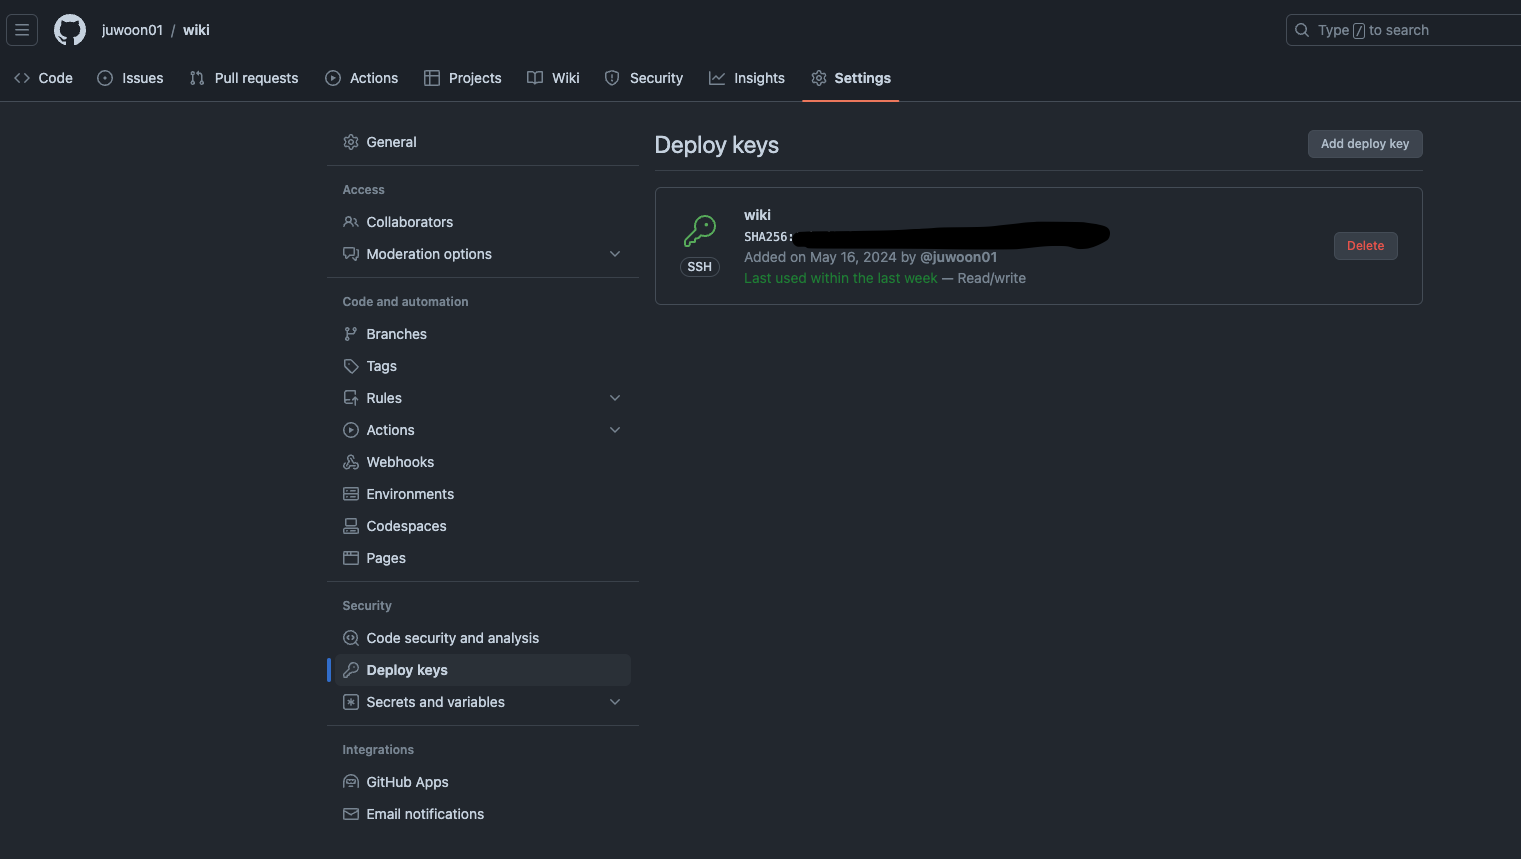 juwoon01 / wiki
Type / to search
Code
Issues
Pull requests
Actions
Projects
Wiki
Security
Insights
Settings
General
Access
Collaborators
Moderation options
Code and automation
Branches
Tags
Rules
Actions
Webhooks
Environments
Codespaces
Pages
Security
Code security and analysis
Deploy keys
Secrets and variables
Integrations
GitHub Apps
Email notifications
Deploy keys
Add deploy key
SSH
wiki
SHA256:
Added on May 16, 2024 by @juwoon01
Last used within the last week — Read/write
Delete